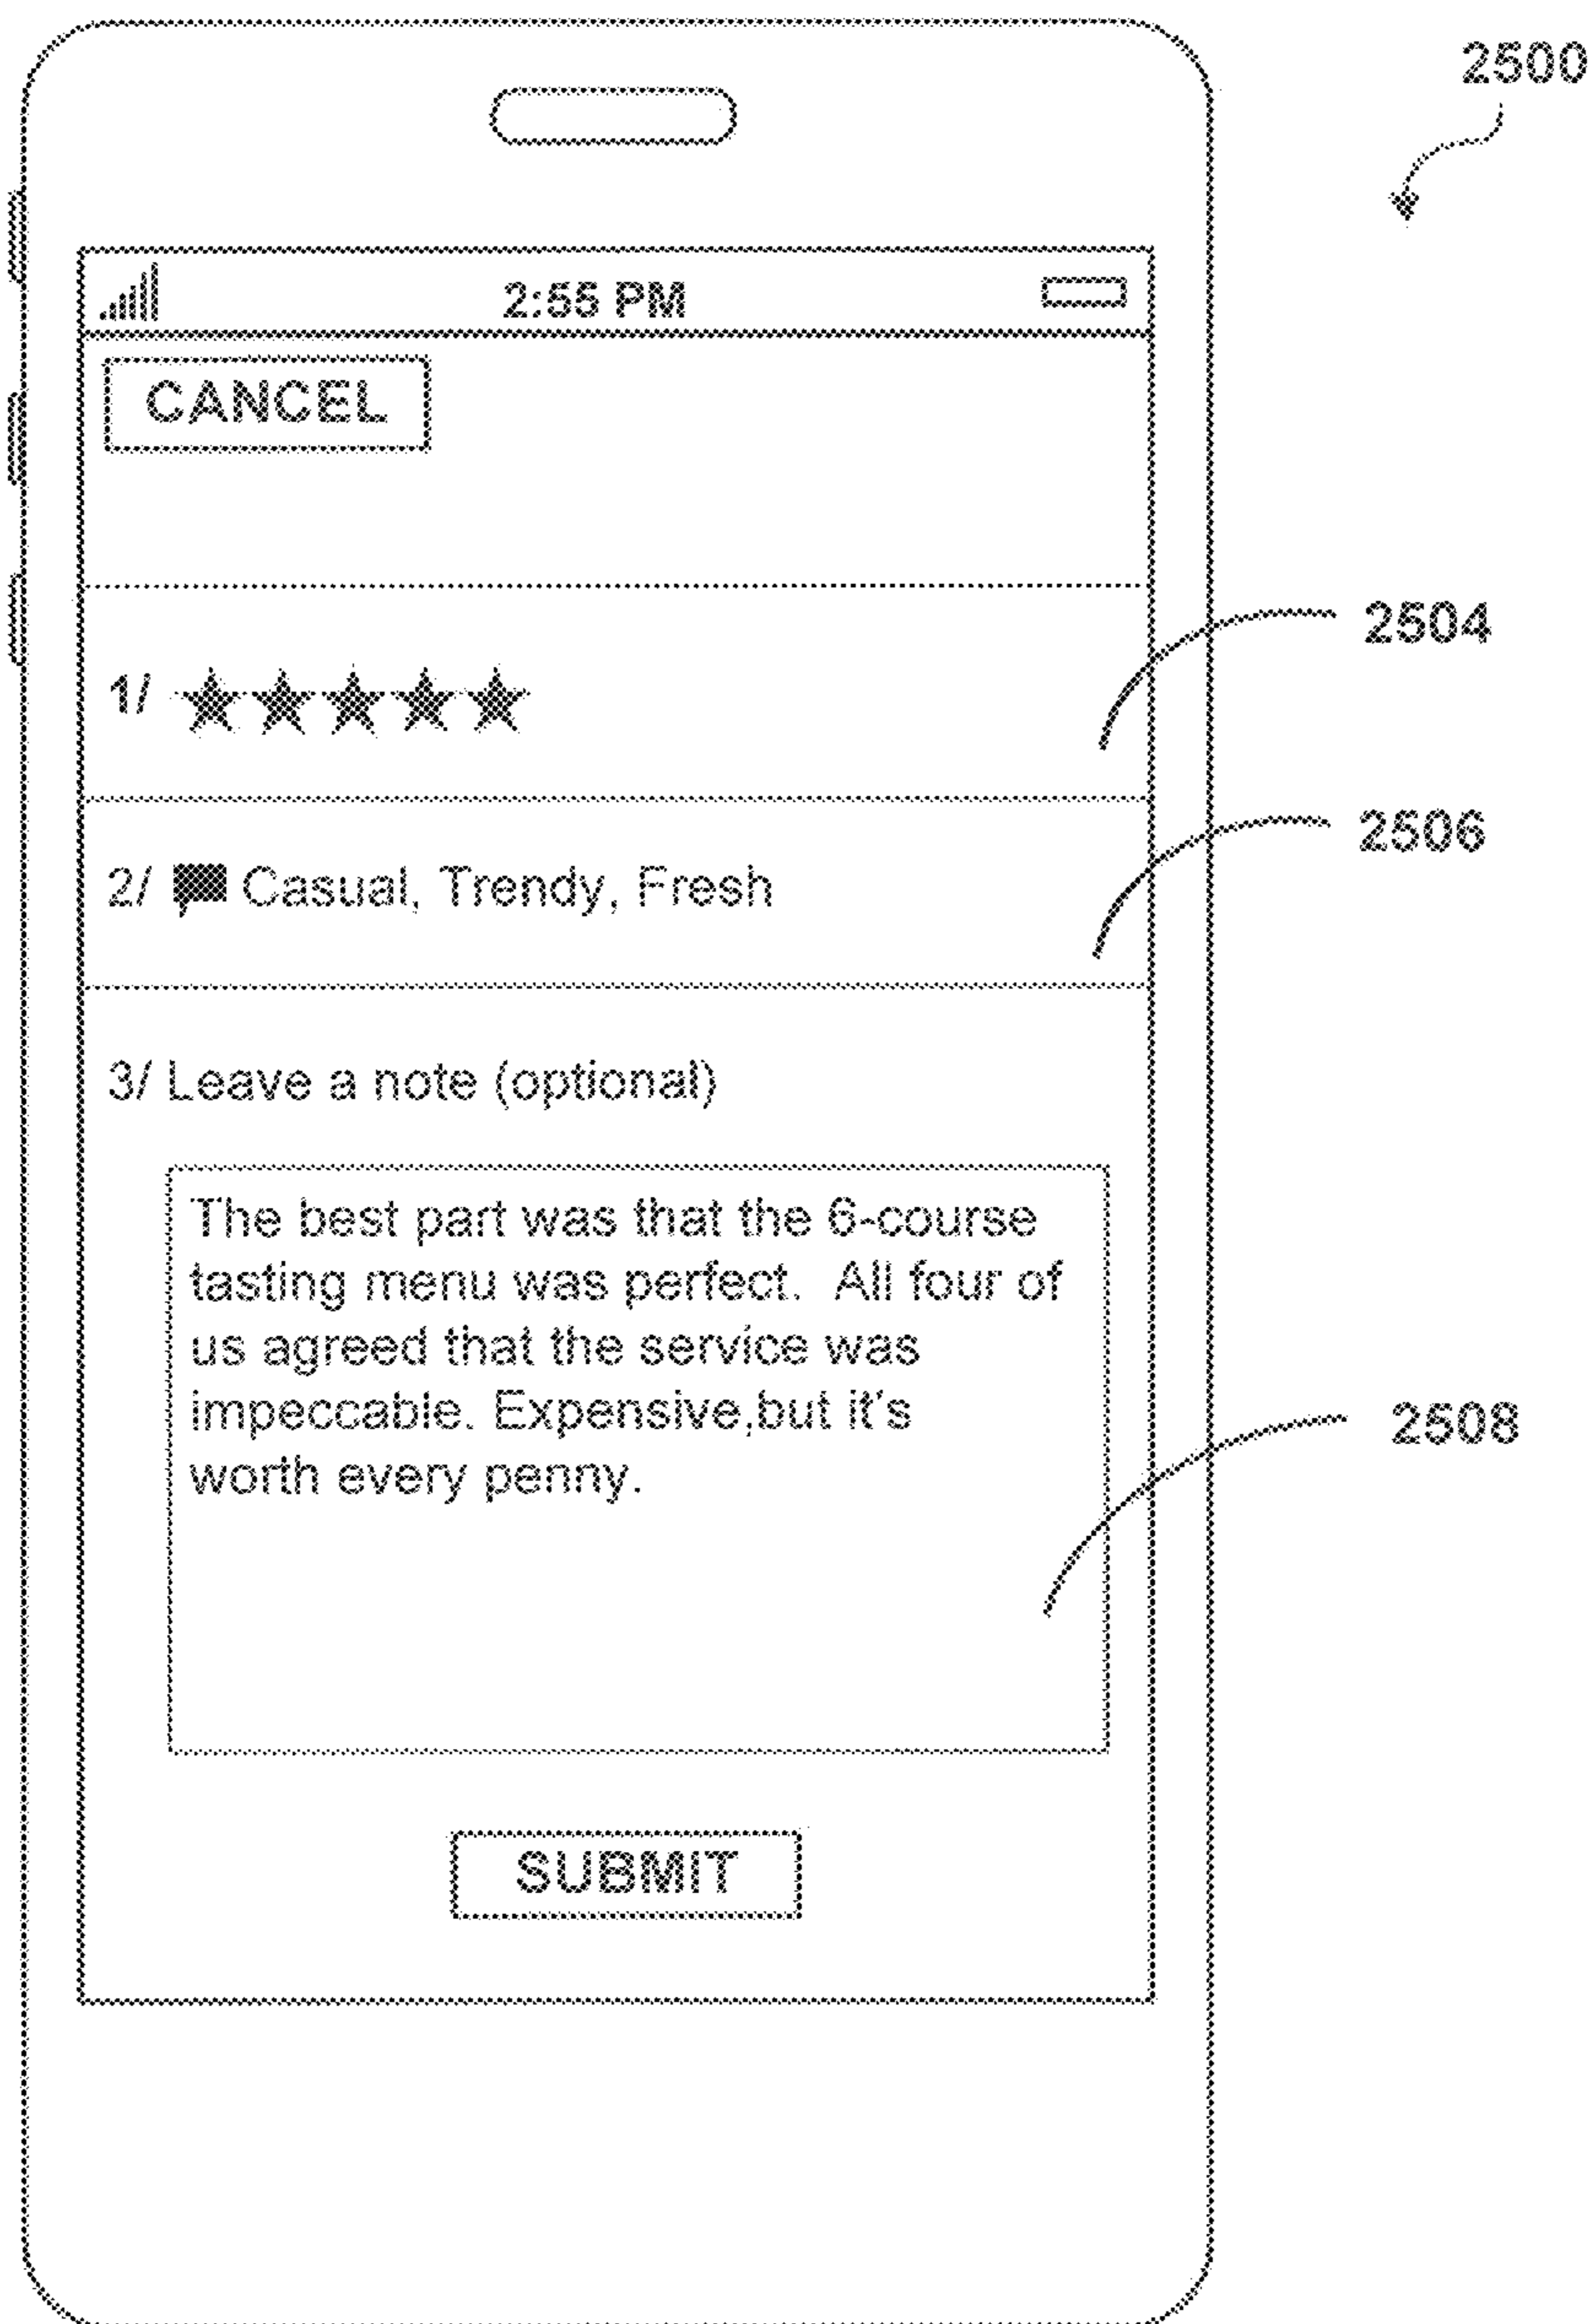 2500
2:55 PM
CANCEL
2504
1/ ★★★★★
2506
2/ Casual, Trendy, Fresh
3/ Leave a note (optional)
The best part was that the 6-course
tasting menu was perfect.  All four of
us agreed that the service was
impeccable. Expensive,but it's
worth every penny.
2508
SUBMIT